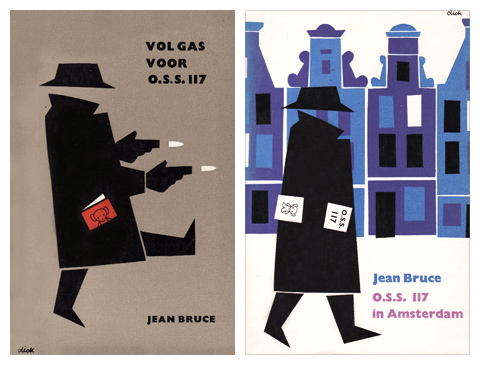 VOL GAS
VOOR
O.S.S. 117
JEAN BRUCE
dick
dick
O.S.S.
117
Jean Bruce
O.S.S. 117
in Amsterdam